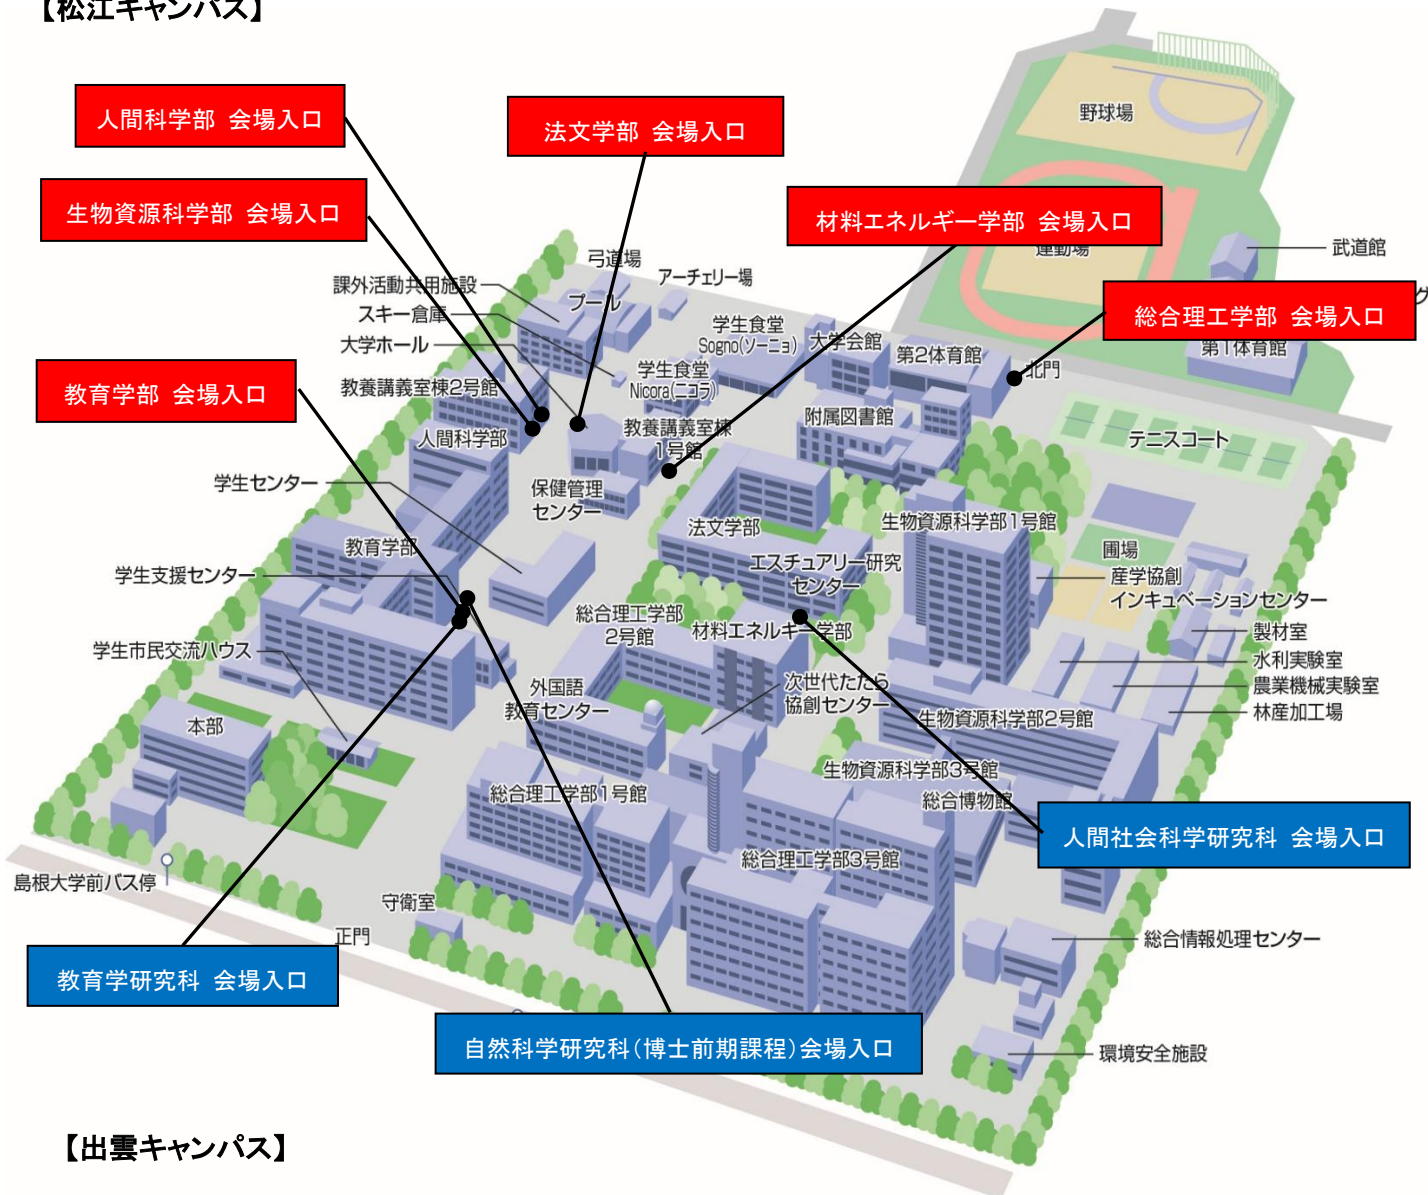 【松江キャンパス】
人間科学部 会場入口
法文学部 会場入口
生物資源科学部 会場入口
材料エネルギー学部 会場入口
総合理工学部 会場入口
教育学部 会場入口
野球場
運動場
武道館
第1体育館
弓道場
アーチェリー場
課外活動共用施設
プール
スキー倉庫
大学ホール
学生食堂
Sogno(ソーニョ)
大学会館
第2体育館
北門
学生食堂
Nicora(ニコラ)
教養講義室棟2号館
教養講義室棟
1号館
附属図書館
テニスコート
人間科学部
学生センター
保健管理
センター
法文学部
生物資源科学部1号館
教育学部
エスチュアリー研究
センター
圃場
産学協創
インキュベーションセンター
学生支援センター
総合理工学部
2号館
材料エネルギー学部
製材室
水利実験室
農業機械実験室
林産加工場
学生市民交流ハウス
外国語
教育センター
次世代たたら
協創センター
生物資源科学部2号館
本部
生物資源科学部3号館
総合博物館
総合理工学部1号館
総合理工学部3号館
人間社会科学研究科 会場入口
島根大学前バス停
守衛室
正門
総合情報処理センター
教育学研究科 会場入口
自然科学研究科(博士前期課程)会場入口
環境安全施設
【出雲キャンパス】